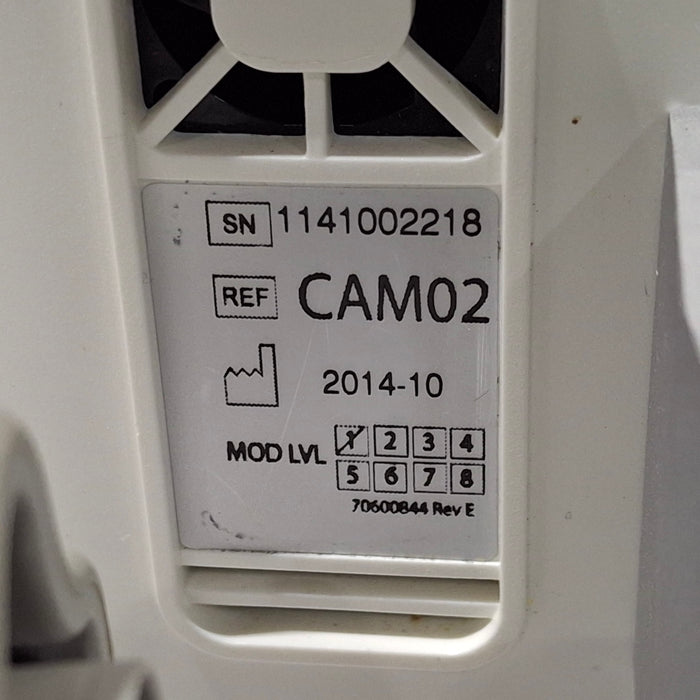 SN 1141002218
REF CAM02
2014-10
MOD LVL 1 2 3 4
5 6 7 8
70600844 Rev E